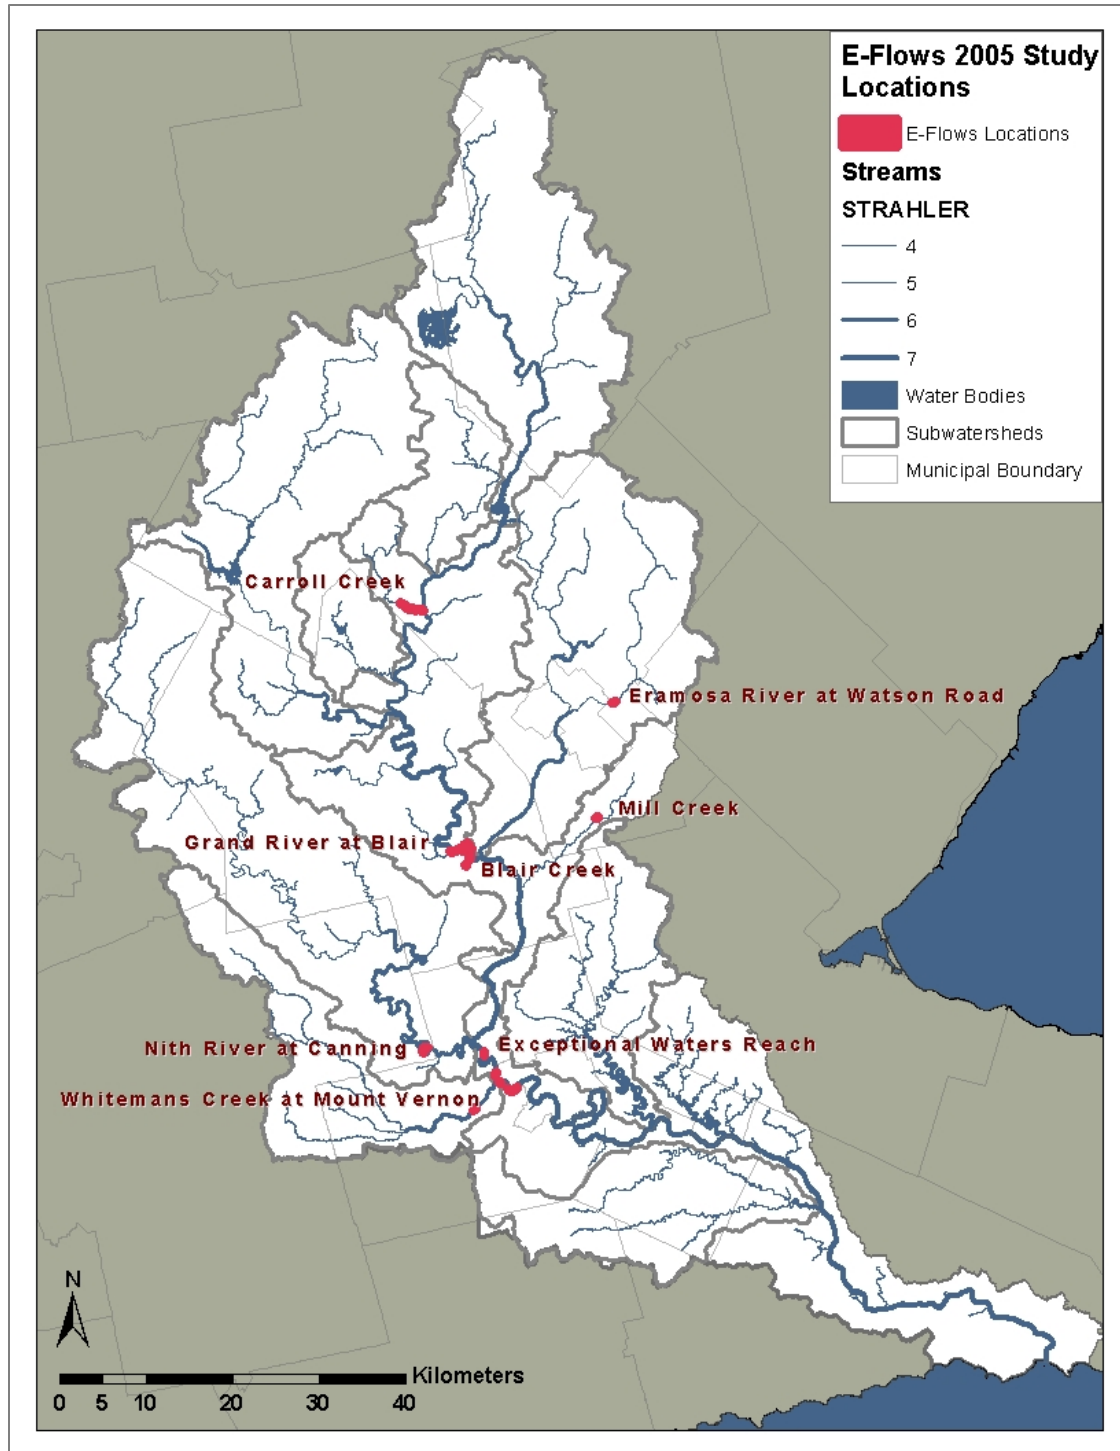 E-Flows 2005 Study
Locations
E-Flows Locations
Streams
STRAHLER
4
5
6
7
Water Bodies
Subwatersheds
Municipal Boundary
Carroll Creek
Eramosa River at Watson Road
Mill Creek
Grand River at Blair
Blair Creek
Nith River at Canning
Exceptional Waters Reach
Whitemans Creek at Mount Vernon
N
Kilometers
0 5 10 20 30 40